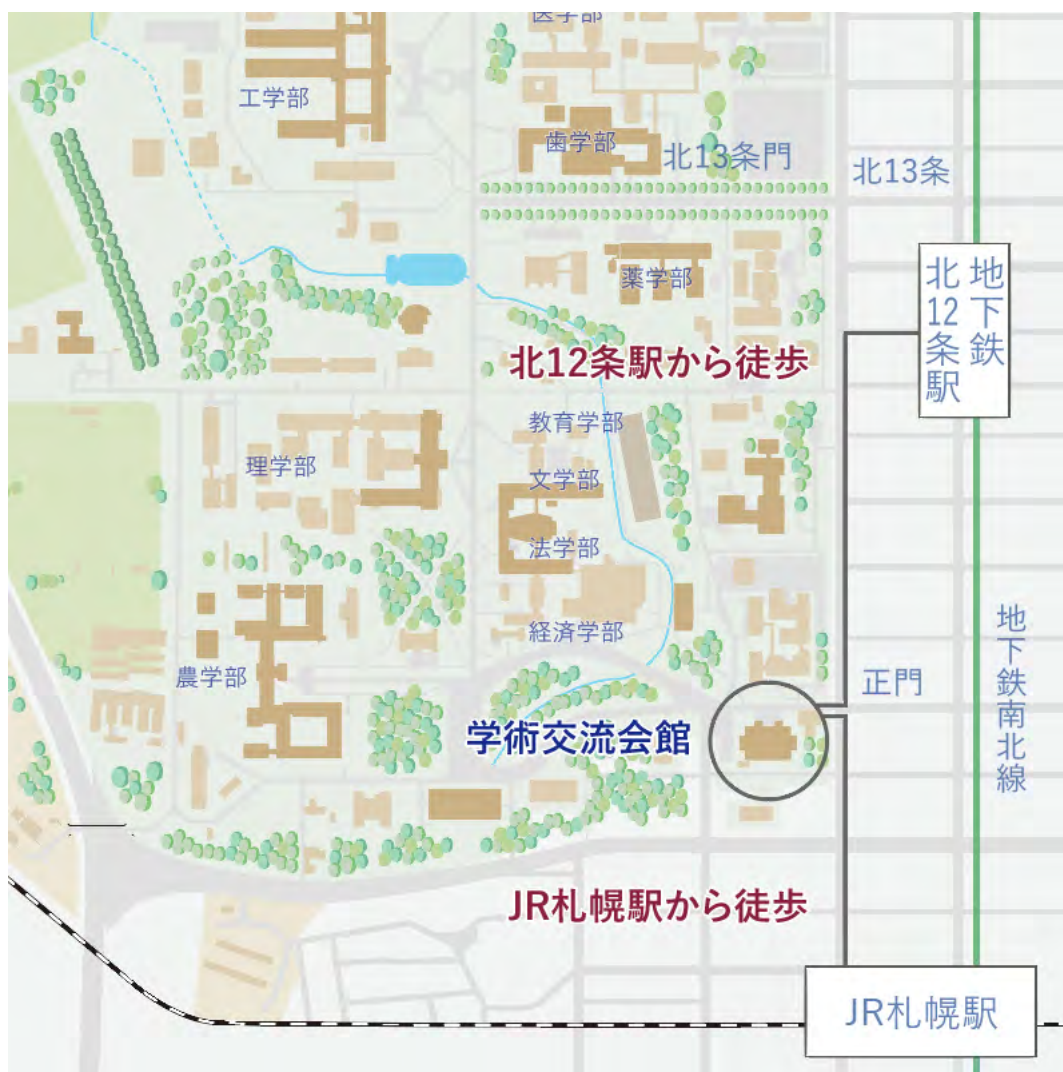 医学部
工学部
歯学部
北13条門
北13条
薬学部
地下鉄
北12条駅
北12条駅から徒歩
教育学部
理学部
文学部
法学部
経済学部
農学部
正門
地下鉄南北線
学術交流会館
JR札幌駅から徒歩
JR札幌駅